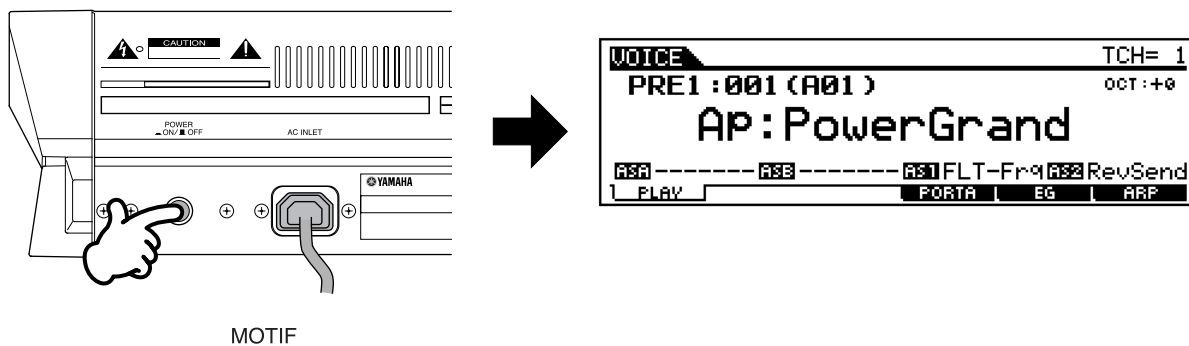 CAUTION
POWER
ON/ OFF
AC INLET
YAMAHA
MOTIF
VOICE TCH= 1
PRE1:001(A01) OCT:+0
AP:PowerGrand
ASA-------- ASB-------- AS1 FLT-Frq AS2 RevSend
PLAY PORTA EG ARP